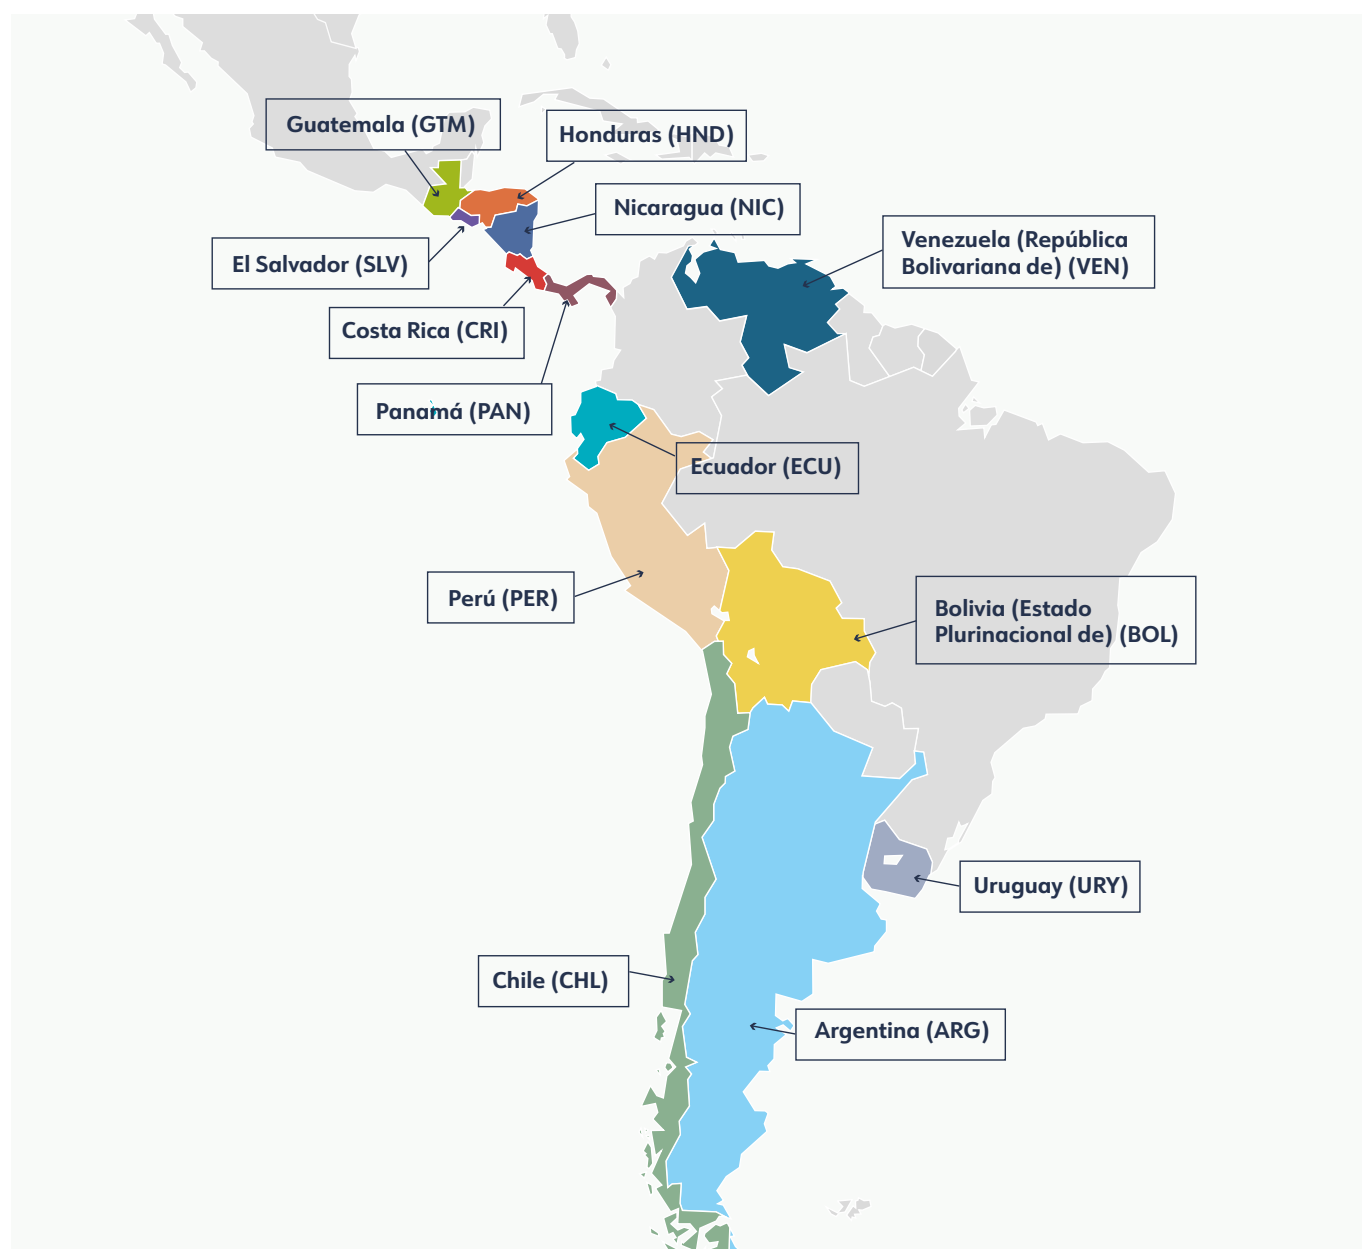 Guatemala (GTM)
Honduras (HND)
Nicaragua (NIC)
Venezuela (República
Bolivariana de) (VEN)
El Salvador (SLV)
Costa Rica (CRI)
Panamá (PAN)
Ecuador (ECU)
Perú (PER)
Bolivia (Estado
Plurinacional de) (BOL)
Uruguay (URY)
Chile (CHL)
Argentina (ARG)